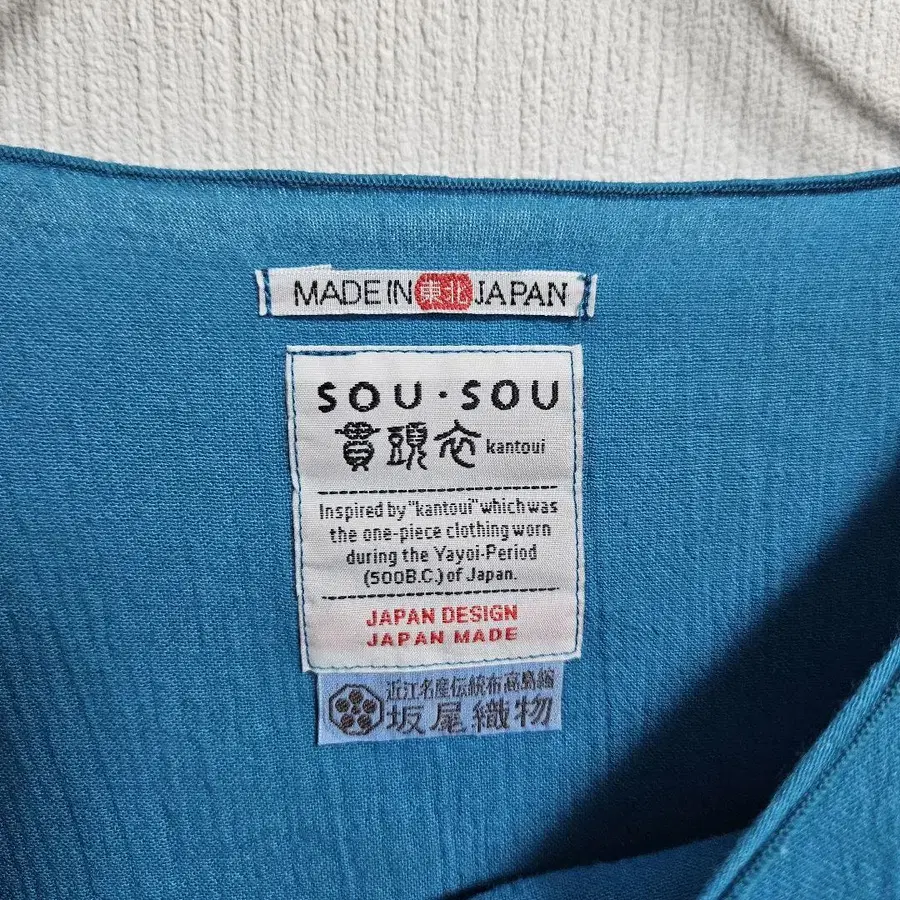 MADE IN 東北 JAPAN
SOU・SOU
貫頭衣 kantoui
Inspired by "kantoui" which was
the one-piece clothing worn
during the Yayoi-Period
(500B.C.) of Japan.
JAPAN DESIGN
JAPAN MADE
近江名産伝統布高島縮
坂尾織物